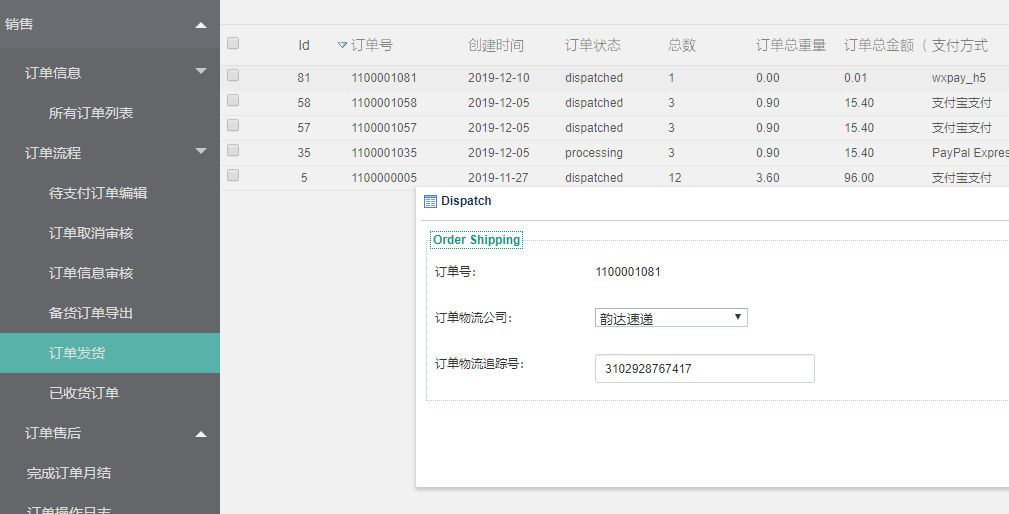 销售
订单信息
所有订单列表
订单流程
待支付订单编辑
订单取消审核
订单信息审核
备货订单导出
订单发货
已收货订单
订单售后
完成订单月结
订单操作日志
Id 订单号 创建时间 订单状态 总数 订单总重量 订单总金额（ 支付方式
81 1100001081 2019-12-10 dispatched 1 0.00 0.01 wxpay_h5
58 1100001058 2019-12-05 dispatched 3 0.90 15.40 支付宝支付
57 1100001057 2019-12-05 dispatched 3 0.90 15.40 支付宝支付
35 1100001035 2019-12-05 processing 3 0.90 15.40 PayPal Expres
5 1100000005 2019-11-27 dispatched 12 3.60 96.00 支付宝支付
Dispatch
Order Shipping
订单号: 1100001081
订单物流公司: 韵达速递
订单物流追踪号: 3102928767417